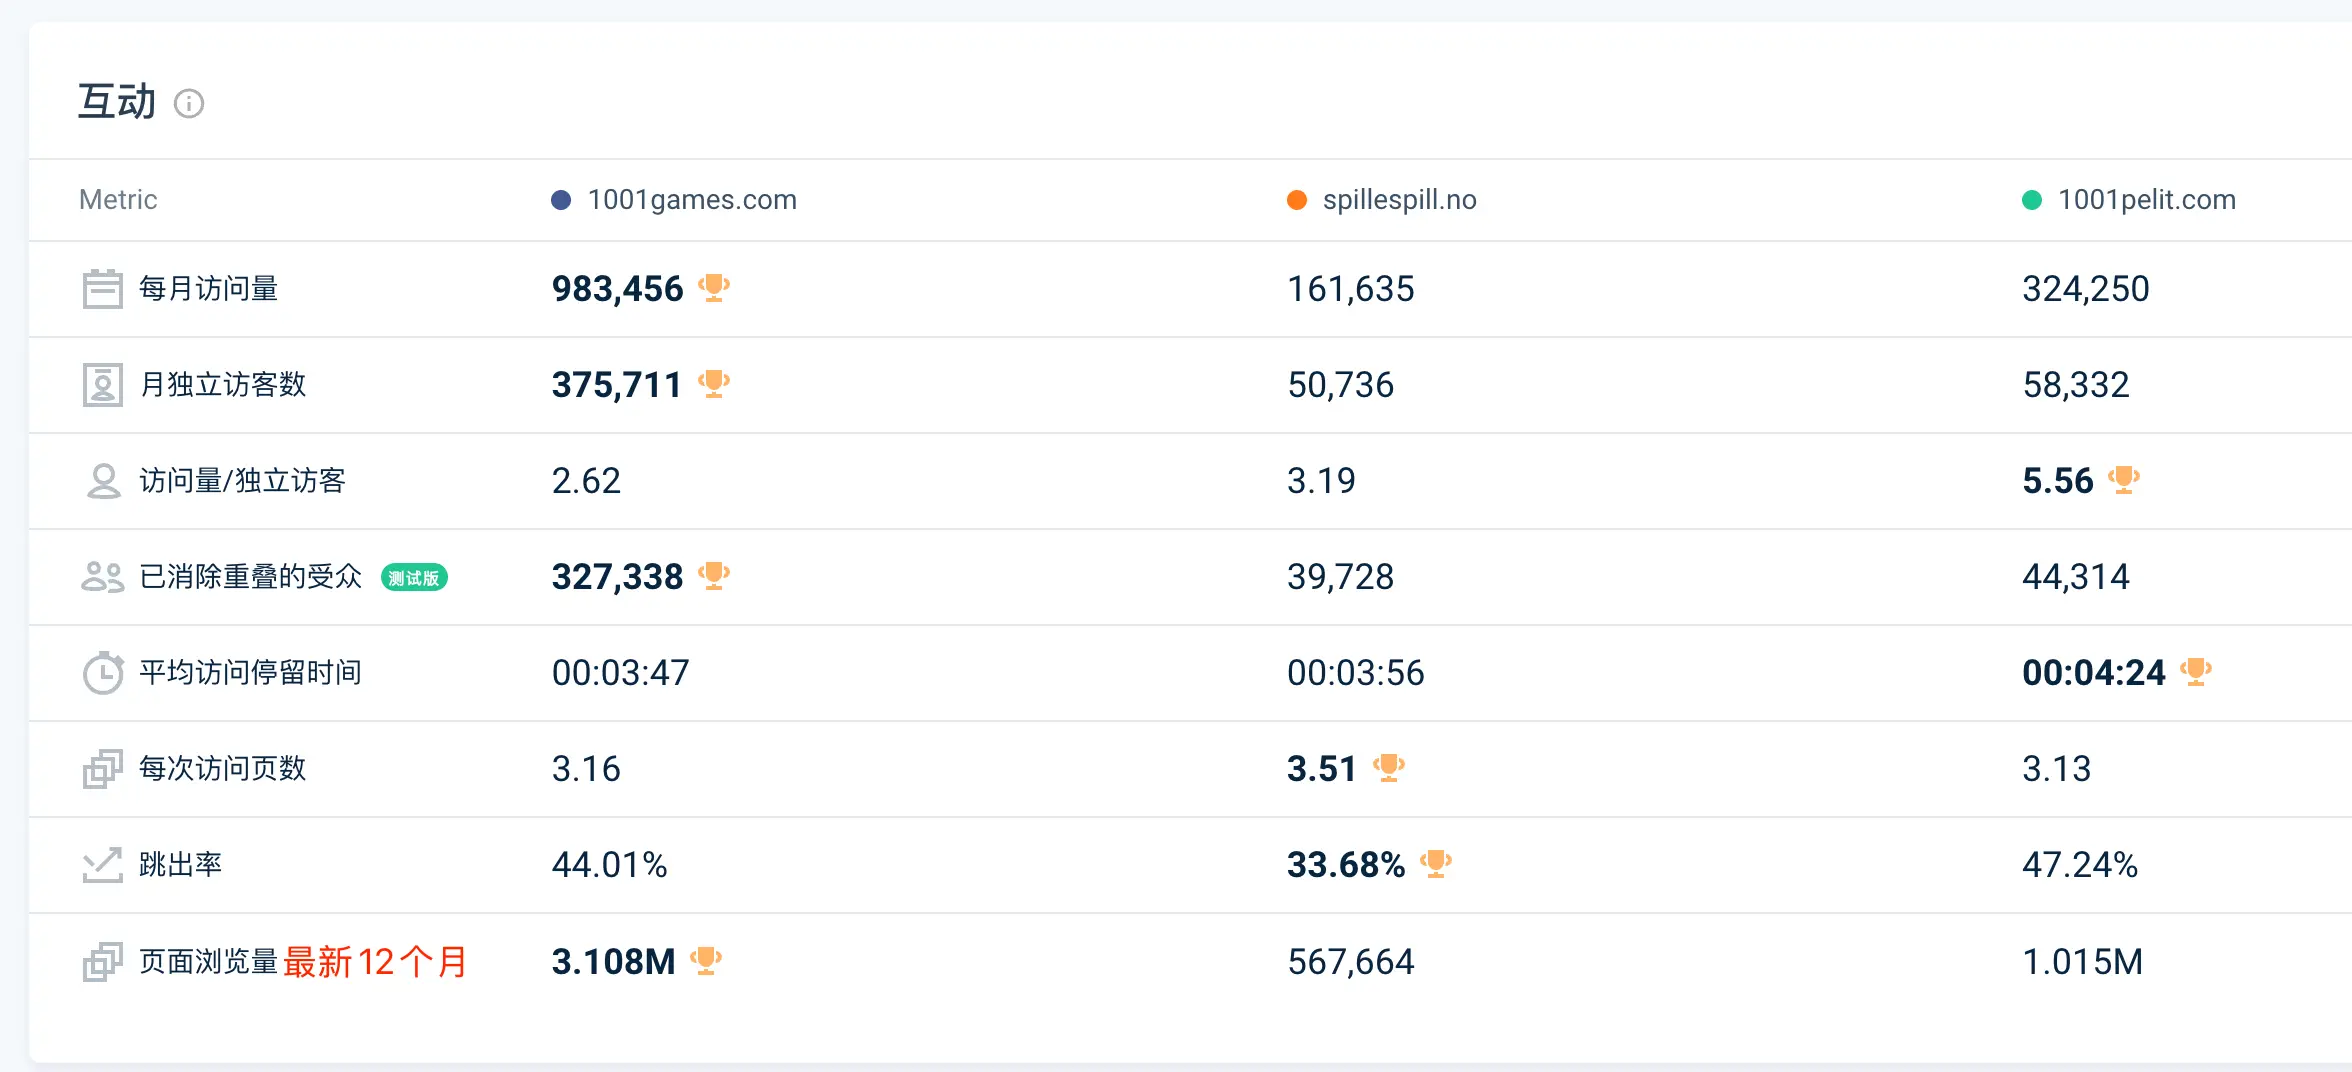 互动
Metric 1001games.com spillespill.no 1001pelit.com
每月访问量 983,456 161,635 324,250
月独立访客数 375,711 50,736 58,332
访问量/独立访客 2.62 3.19 5.56
已消除重叠的受众 测试版 327,338 39,728 44,314
平均访问停留时间 00:03:47 00:03:56 00:04:24
每次访问页数 3.16 3.51 3.13
跳出率 44.01% 33.68% 47.24%
页面浏览量 最新12个月 3.108M 567,664 1.015M